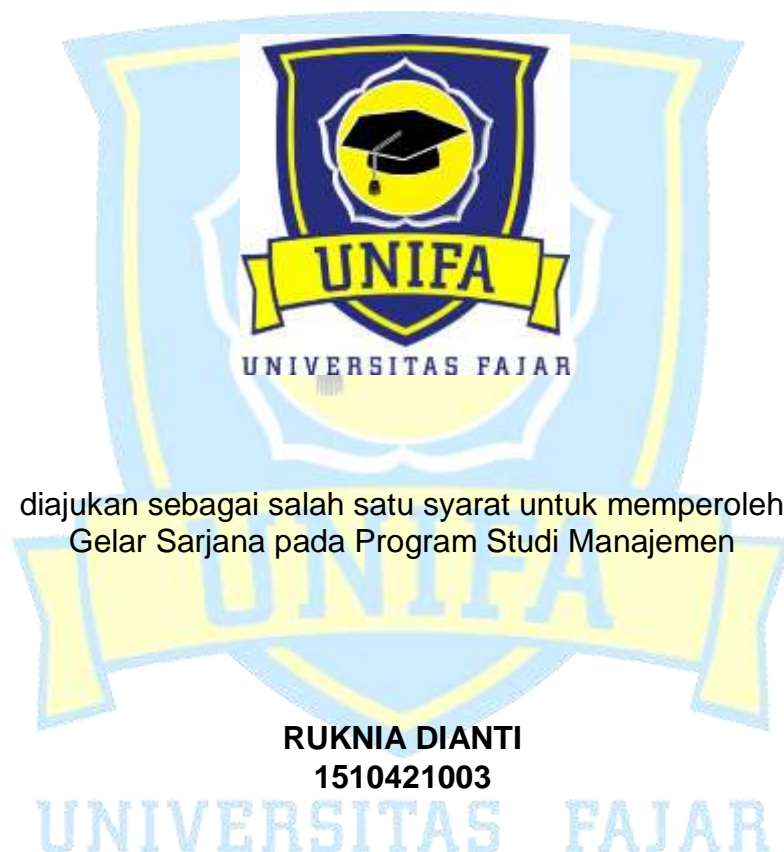 UNIFA
UNIVERSITAS FAJAR
diajukan sebagai salah satu syarat untuk memperoleh
Gelar Sarjana pada Program Studi Manajemen
UNIFA
RUKNIA DIANTI
1510421003
UNIVERSITAS FAJAR